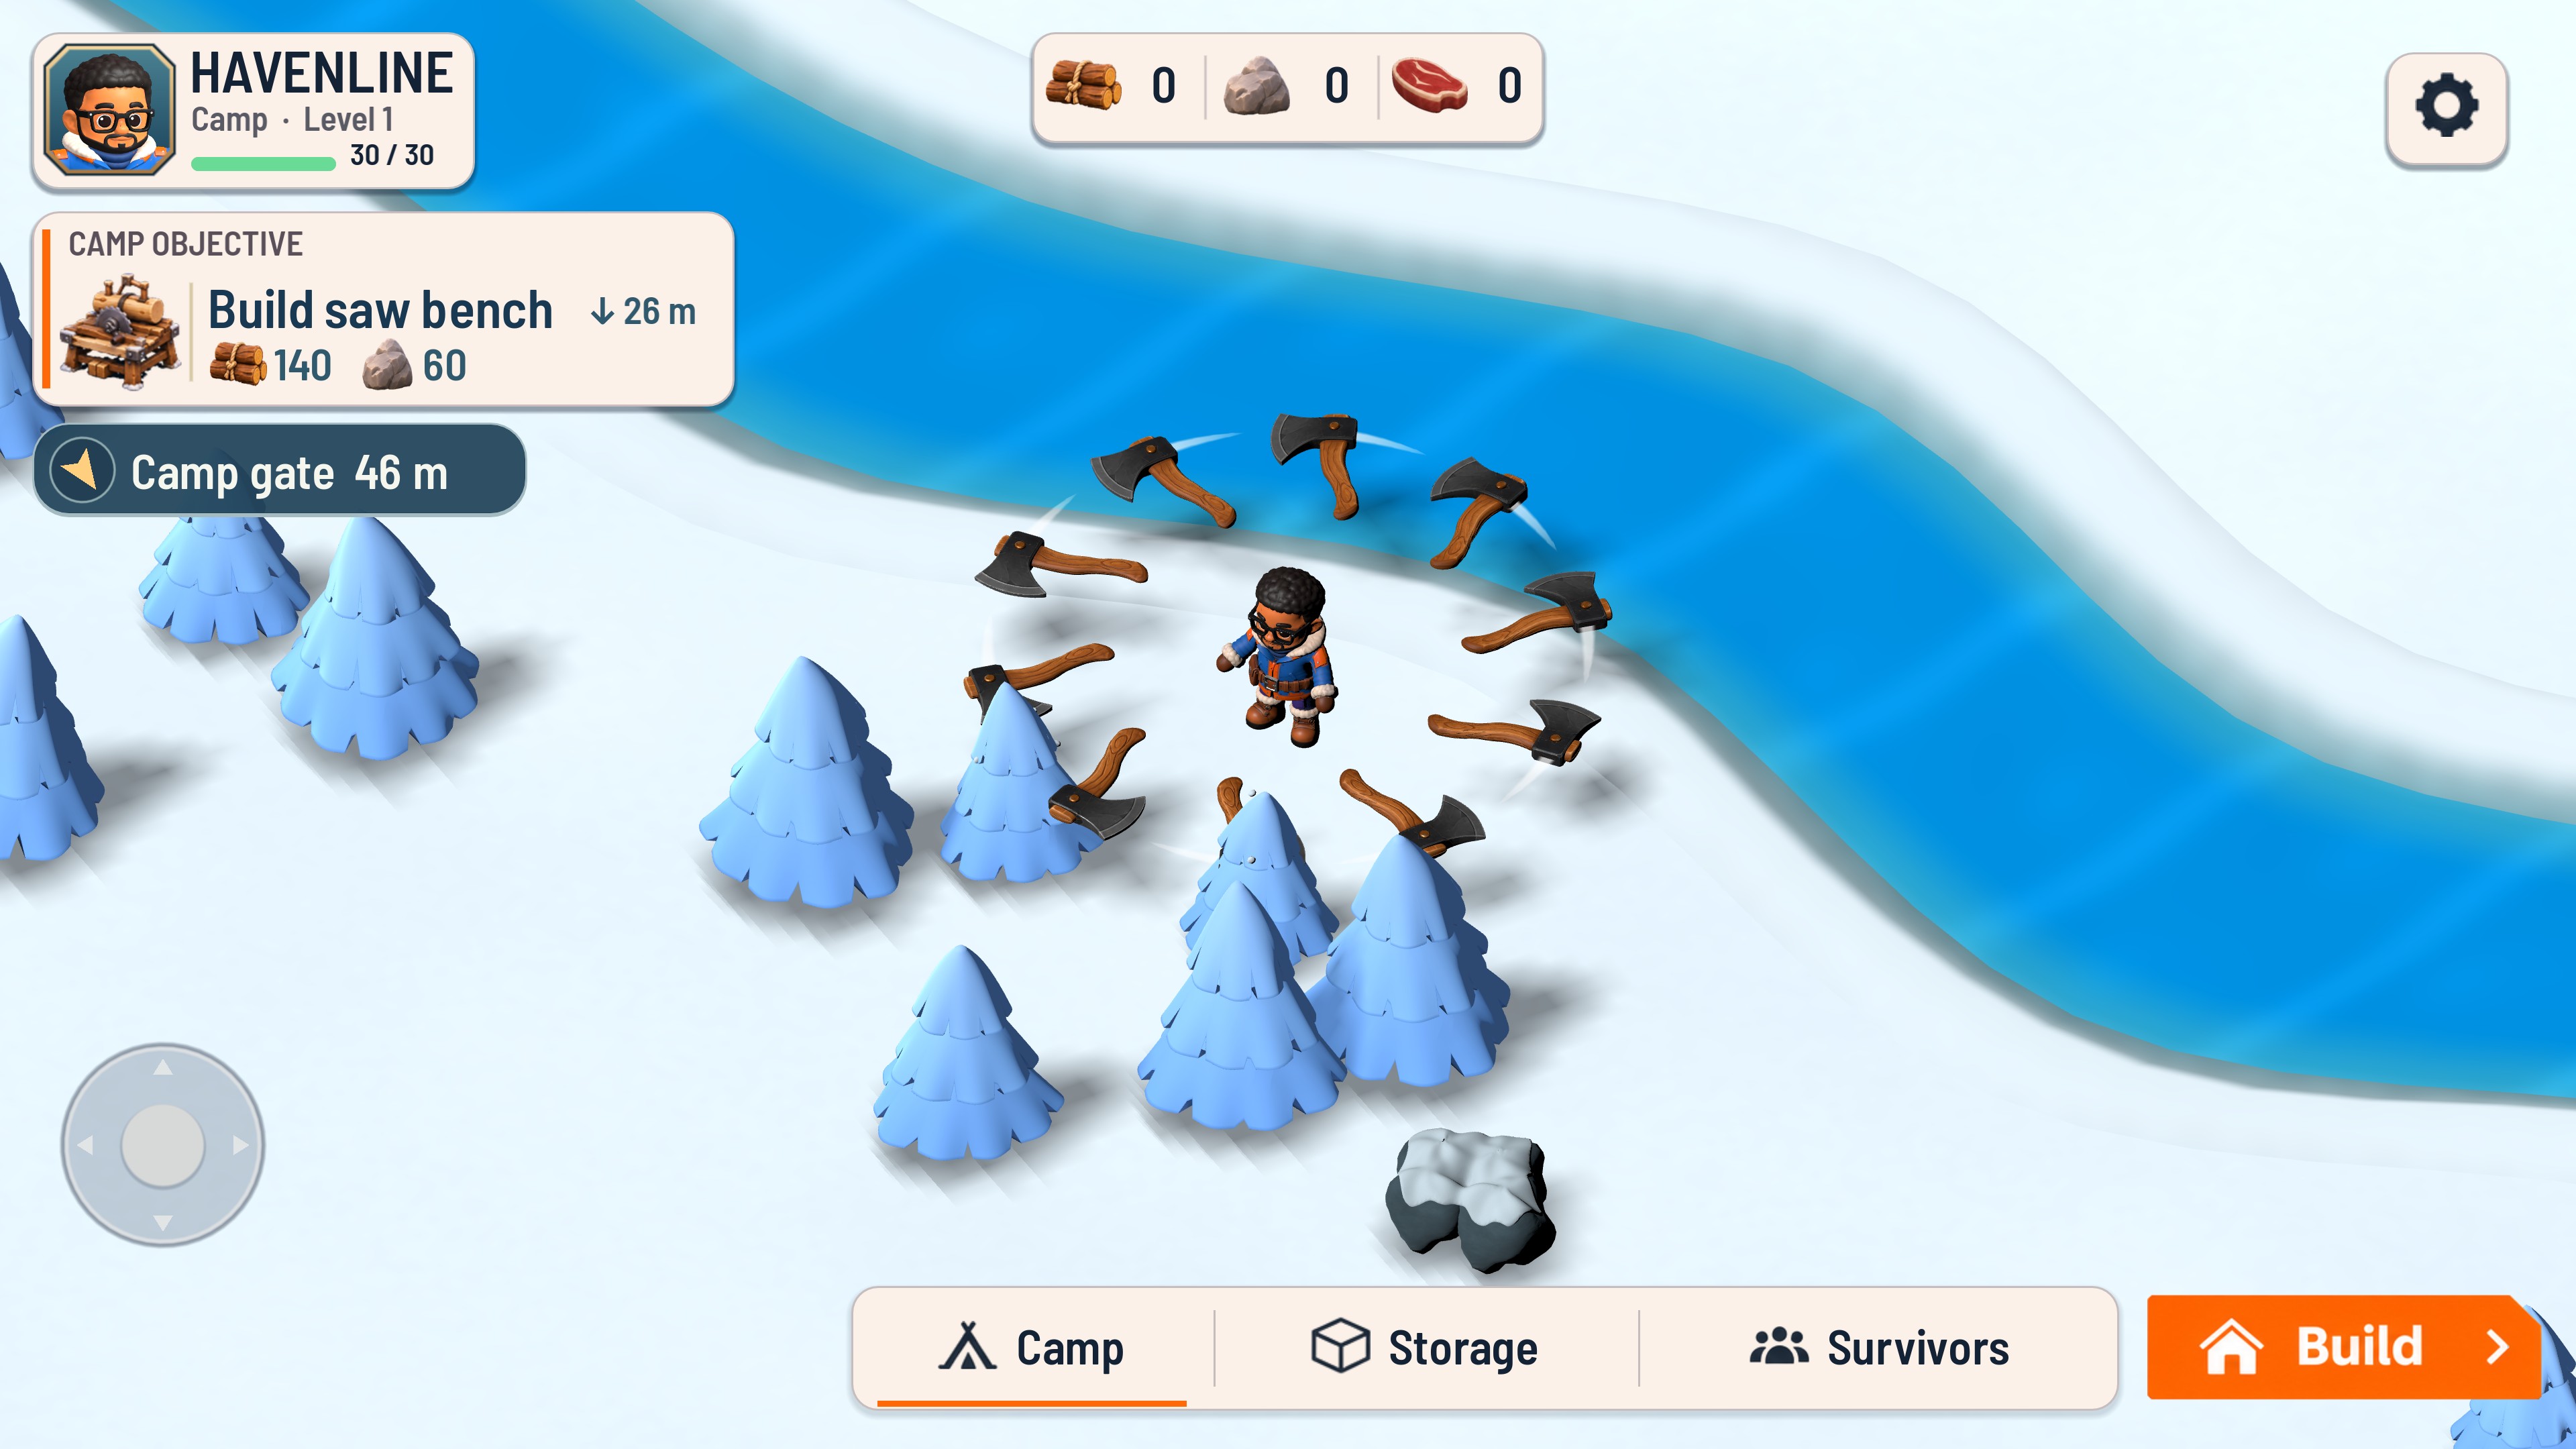 HAVENLINE
Camp · Level 1
30 / 30
0 0 0
CAMP OBJECTIVE
Build saw bench ↓ 26 m
140 60
Camp gate 46 m
Camp Storage Survivors Build